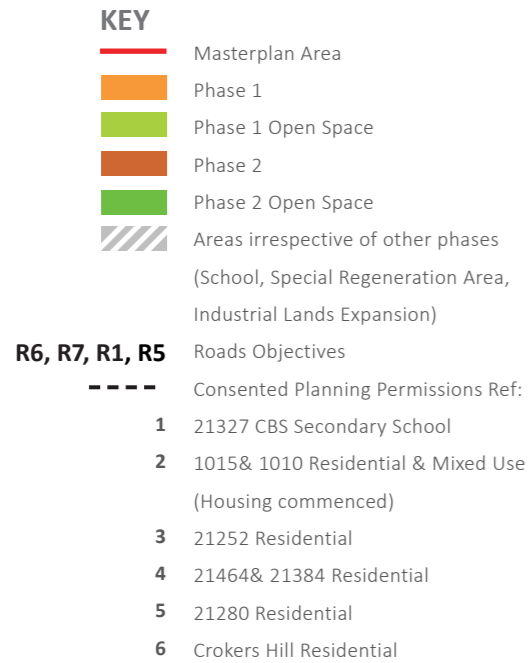 KEY
Masterplan Area
Phase 1
Phase 1 Open Space
Phase 2
Phase 2 Open Space
Areas irrespective of other phases
(School, Special Regeneration Area,
Industrial Lands Expansion)
R6, R7, R1, R5 Roads Objectives
Consented Planning Permissions Ref:
1 21327 CBS Secondary School
2 1015& 1010 Residential & Mixed Use
(Housing commenced)
3 21252 Residential
4 21464& 21384 Residential
5 21280 Residential
6 Crokers Hill Residential